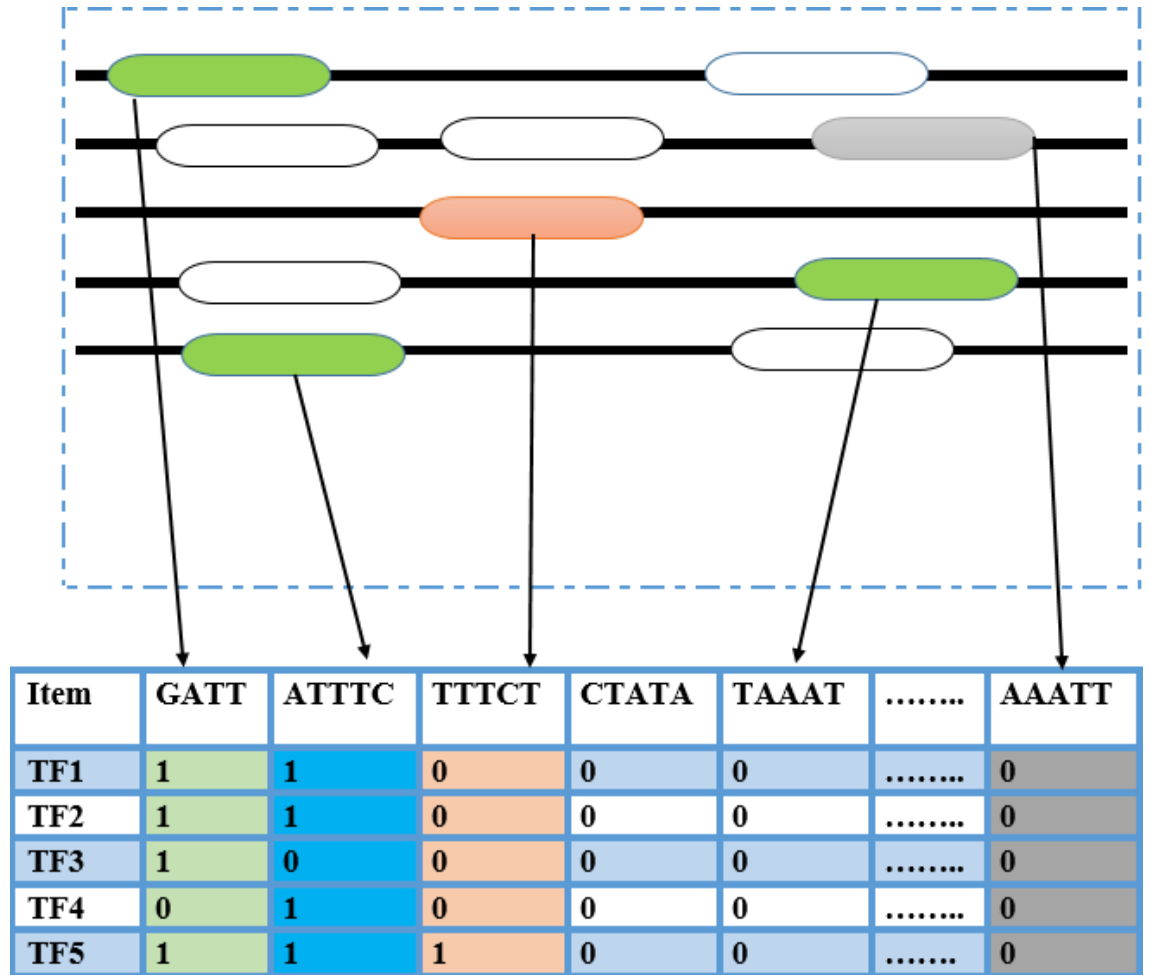 Item GATT ATTTC TTTCT CTATA TAAAT …….. AAATT
TF1 1 1 0 0 0 …….. 0
TF2 1 1 0 0 0 …….. 0
TF3 1 0 0 0 0 …….. 0
TF4 0 1 0 0 0 …….. 0
TF5 1 1 1 0 0 ……. 0